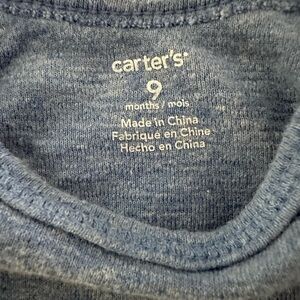 carter's
9
months / mois
Made in China
Fabriqué en Chine
Hecho en China